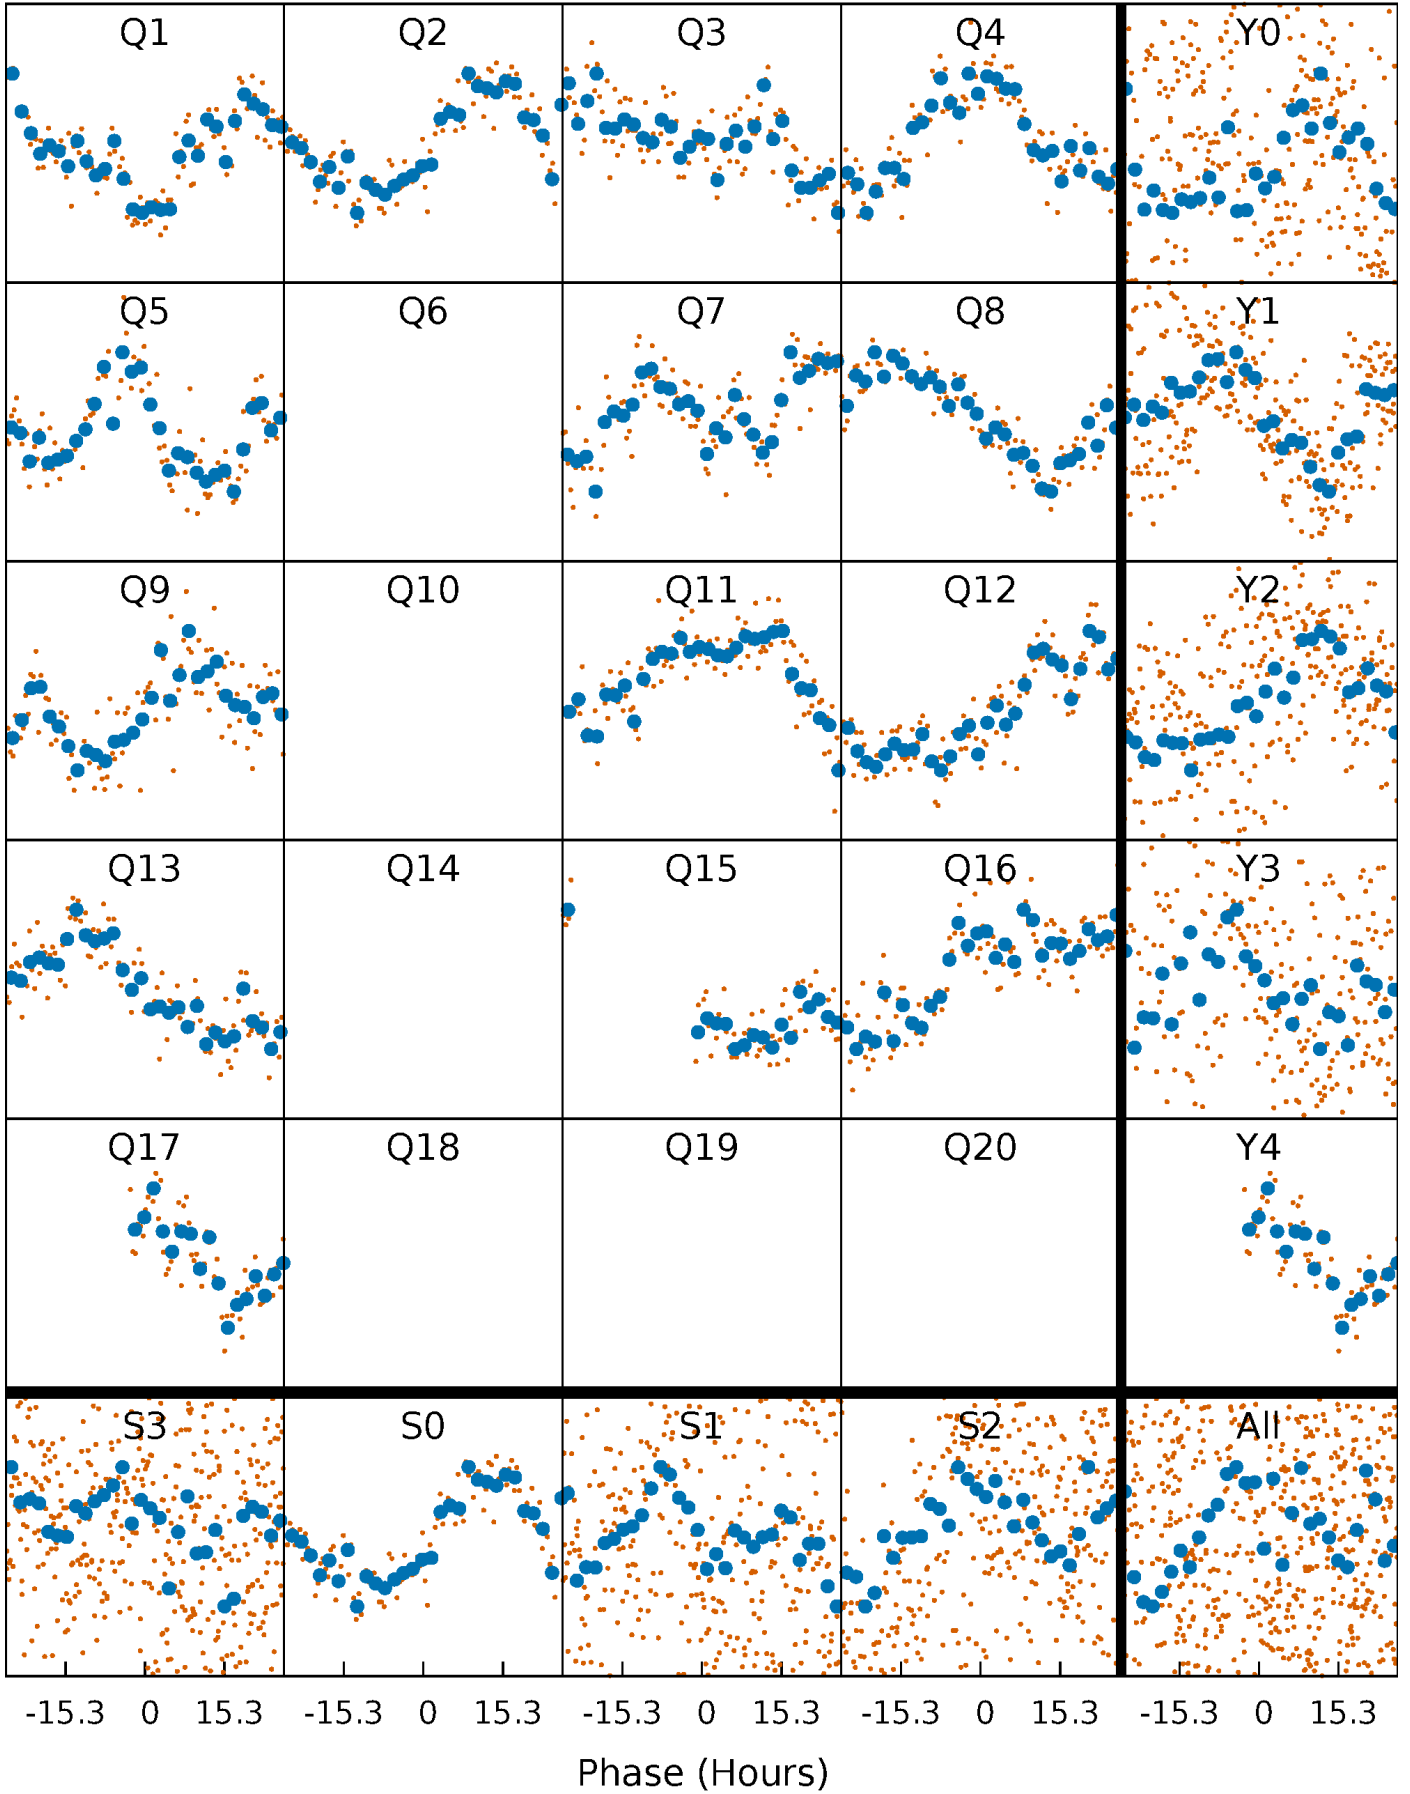 Q1 Q2 Q3 Q4 Y0
Q5 Q6 Q7 Q8 Y1
Q9 Q10 Q11 Q12 Y2
Q13 Q14 Q15 Q16 Y3
Q17 Q18 Q19 Q20 Y4
S3 S0 S1 S2 All
-15.3 0 15.3 -15.3 0 15.3 -15.3 0 15.3 -15.3 0 15.3 -15.3 0 15.3
Phase (Hours)